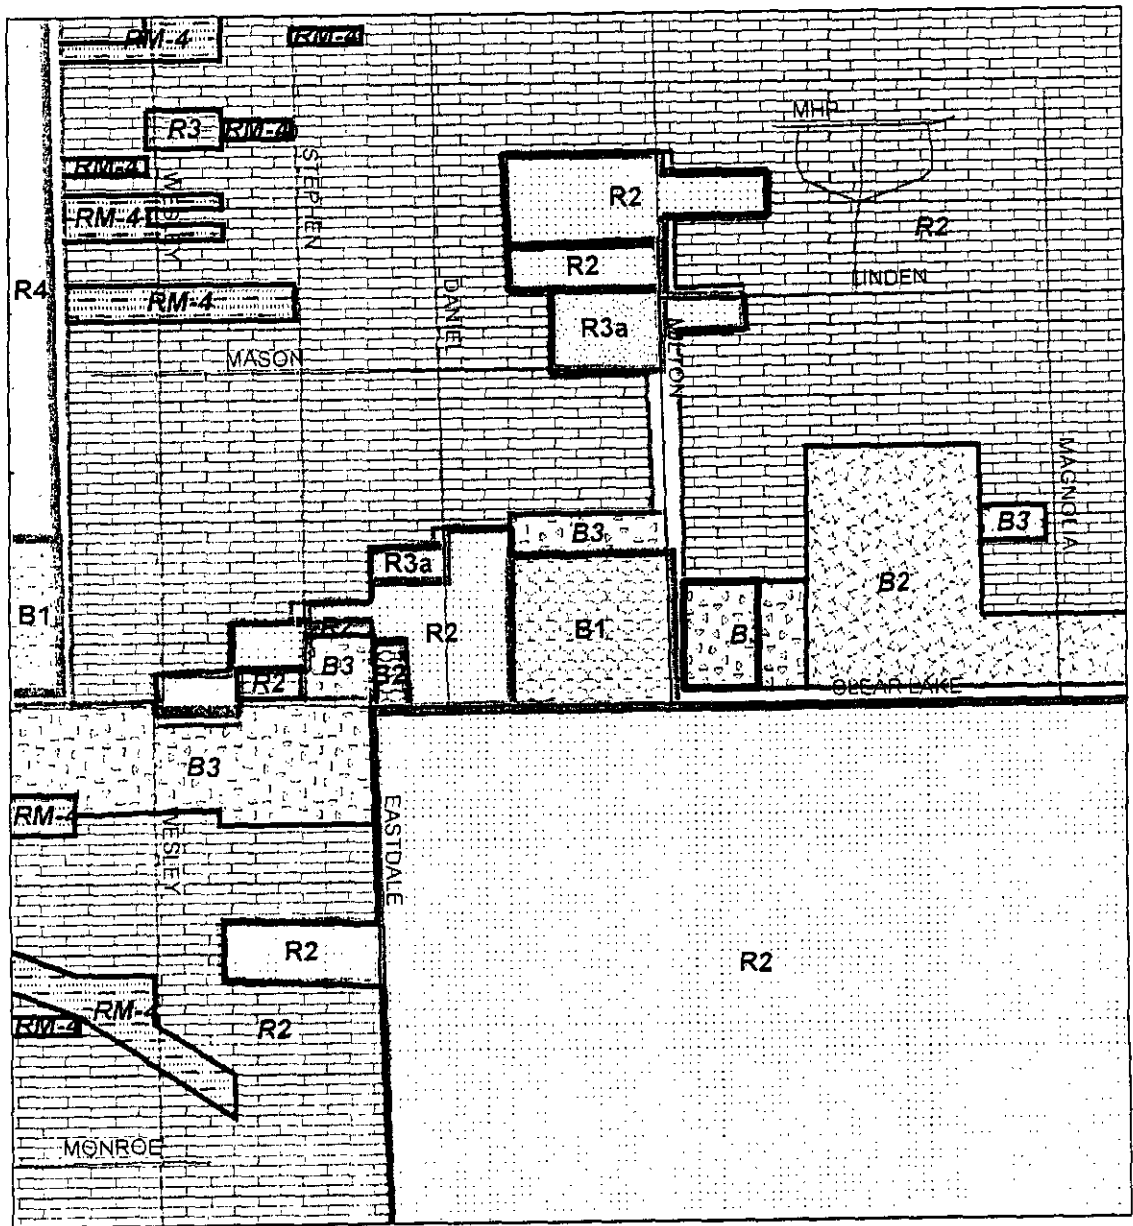 RM-4
RM-4
MHP
R3
RM-4
RM-4
WESLEY
STEPHEN
R2
RM-4
R2
R2
R4
RM-4
DANIEL
LINDEN
R3a
MILTON
MASON
MAGNOLIA
B3
B3
R3a
B2
B1
R2
B1
B3
R2
B3
B2
R2
CLEAR LAKE
B3
RM-4
WESLEY
EASTDALE
R2
R2
RM-4
RM-4
R2
MONROE